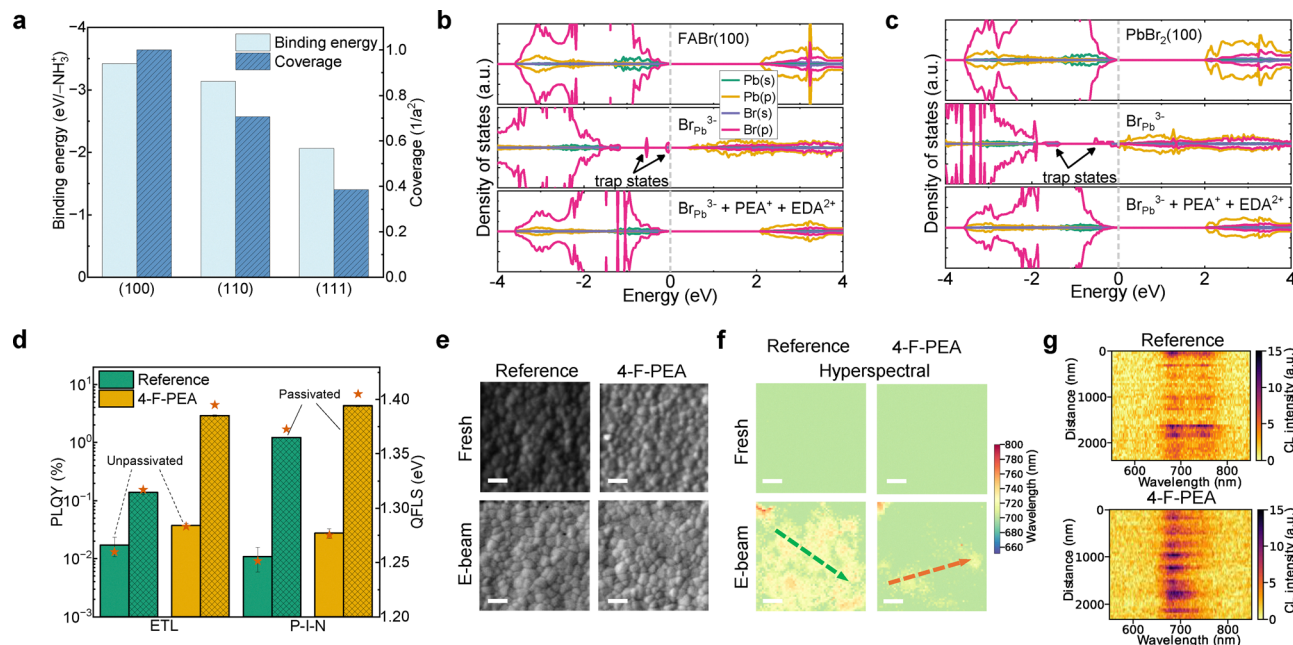 a
−4
−3
−2
−1
0
Binding energy (eV/–NH₃⁺)
Binding energy
Coverage
1.0
0.8
0.6
0.4
0.2
0.0
Coverage (1/a²)
(100)
(110)
(111)
b
Density of states (a.u.)
FABr(100)
Pb(s)
Pb(p)
Br(s)
Br(p)
Br_Pb³⁻
trap states
Br_Pb³⁻ + PEA⁺ + EDA²⁺
-4
-2
0
2
4
Energy (eV)
c
Density of states (a.u.)
PbBr₂(100)
Br_Pb³⁻
trap states
Br_Pb³⁻ + PEA⁺ + EDA²⁺
-4
-2
0
2
4
Energy (eV)
d
10¹
10⁰
10⁻¹
10⁻²
10⁻³
PLQY (%)
Reference
4-F-PEA
Passivated
Unpassivated
1.40
1.35
1.30
1.25
1.20
QFLS (eV)
ETL
P-I-N
e
Reference
4-F-PEA
Fresh
E-beam
f
Reference
4-F-PEA
Hyperspectral
Fresh
E-beam
800
780
760
740
720
700
680
660
Wavelength (nm)
g
Reference
0
1000
2000
Distance (nm)
600
700
800
Wavelength (nm)
15
10
5
0
CL intensity (a.u.)
4-F-PEA
0
1000
2000
Distance (nm)
600
700
800
Wavelength (nm)
15
10
5
0
CL intensity (a.u.)